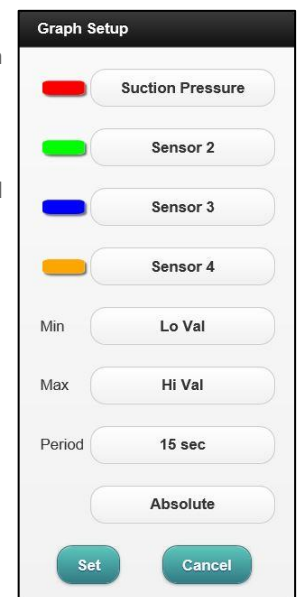 Graph Setup
Suction Pressure
Sensor 2
Sensor 3
Sensor 4
Min Lo Val
Max Hi Val
Period 15 sec
Absolute
Set Cancel